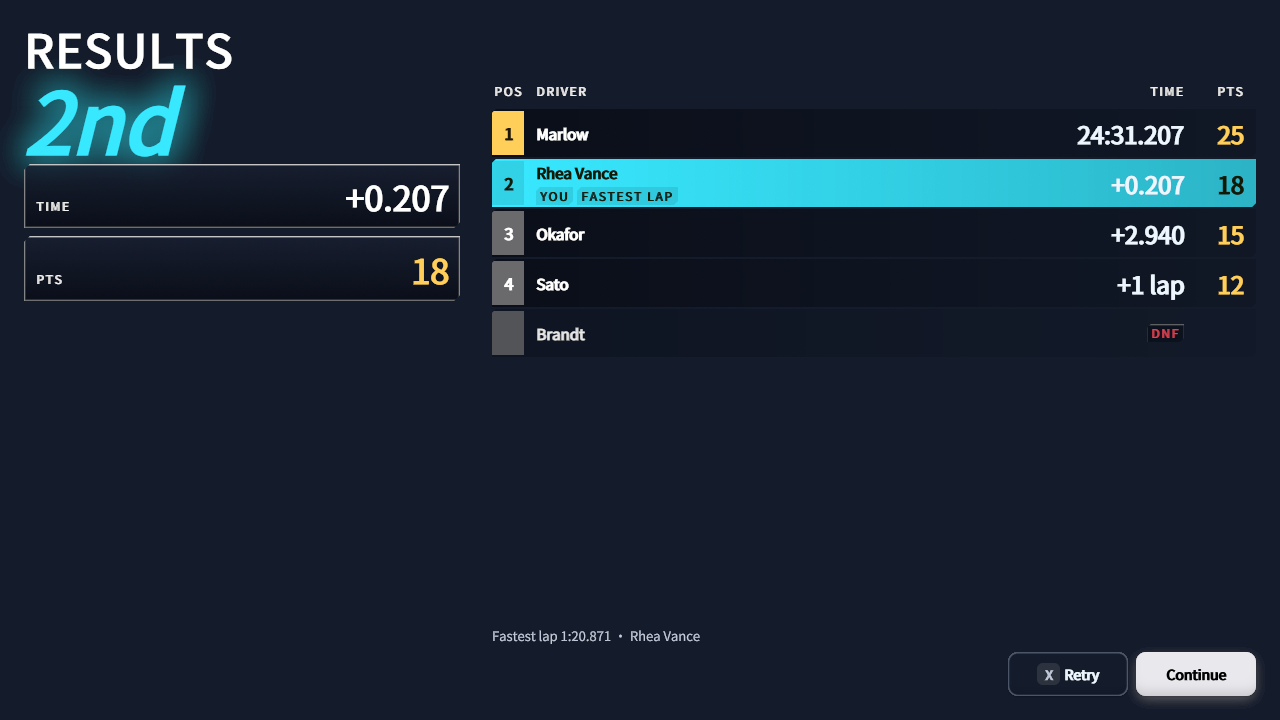 RESULTS
2nd
TIME +0.207
PTS 18
POS DRIVER TIME PTS
1 Marlow 24:31.207 25
2 Rhea Vance +0.207 18
YOU FASTEST LAP
3 Okafor +2.940 15
4 Sato +1 lap 12
Brandt DNF
Fastest lap 1:20.871 • Rhea Vance
X Retry Continue